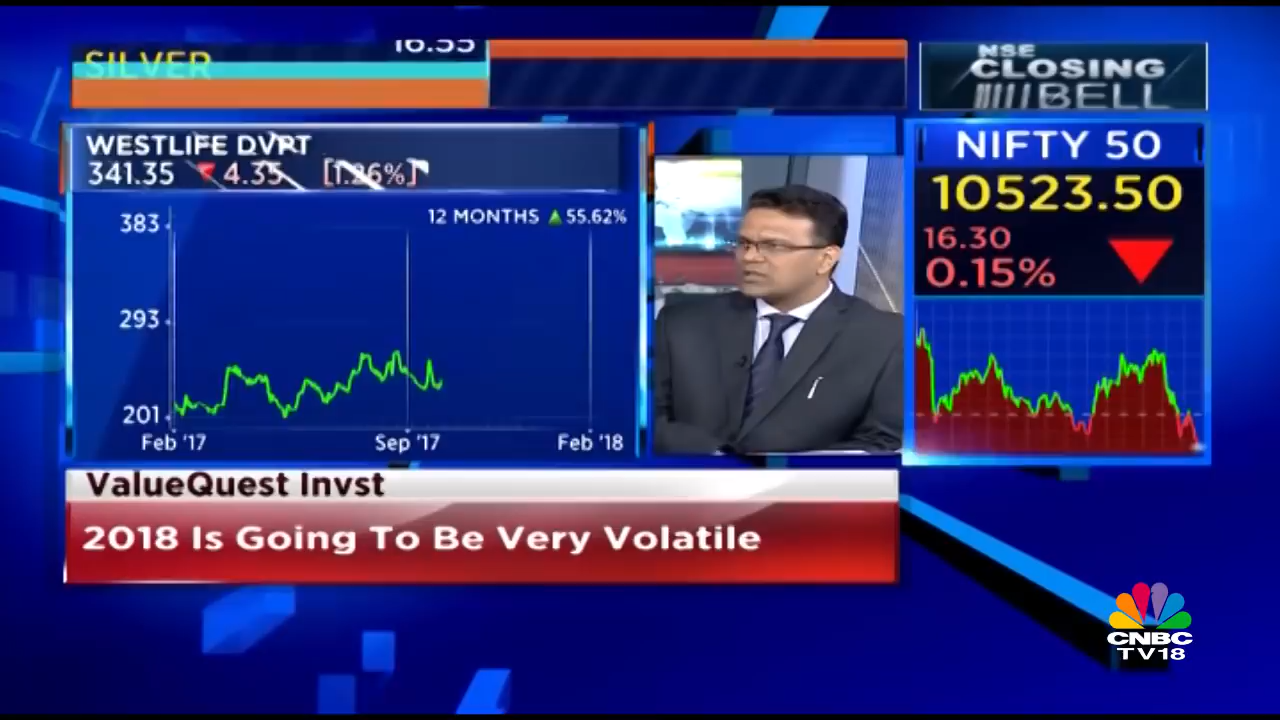 SILVER
16.55
NSE
CLOSING
BELL
WESTLIFE DVPT
341.35 4.35 [1.26%]
12 MONTHS 55.62%
383
293
201
Feb '17 Sep '17 Feb '18
NIFTY 50
10523.50
16.30
0.15%
ValueQuest Invst
2018 Is Going To Be Very Volatile
CNBC
TV18